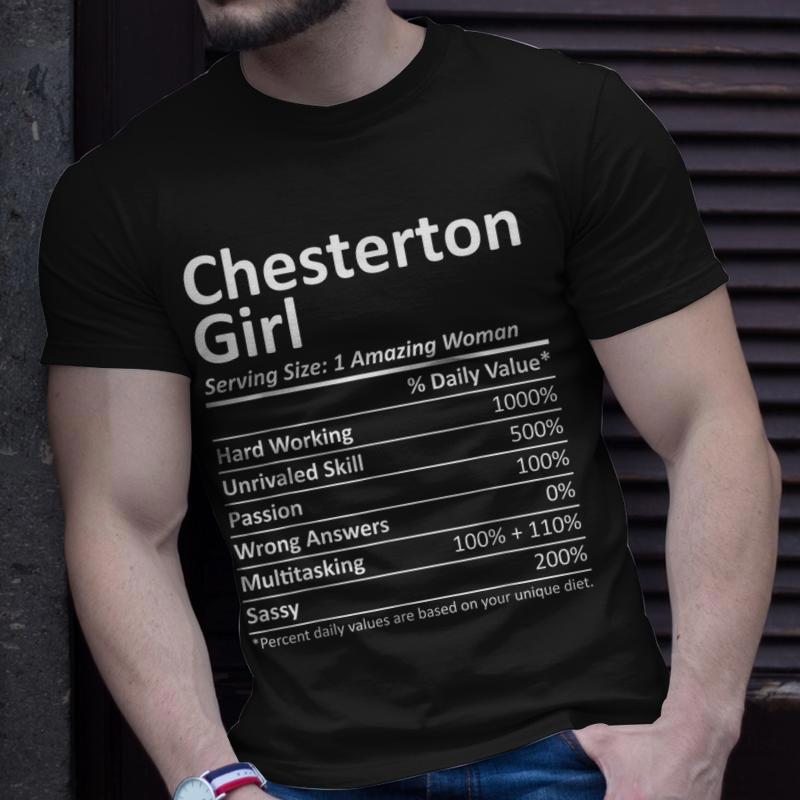 Chesterton
Girl
Serving Size: 1 Amazing Woman
% Daily Value*
Hard Working 1000%
Unrivaled Skill 500%
Passion 100%
Wrong Answers 0%
Multitasking 100% + 110%
Sassy 200%
*Percent daily values are based on your unique diet.